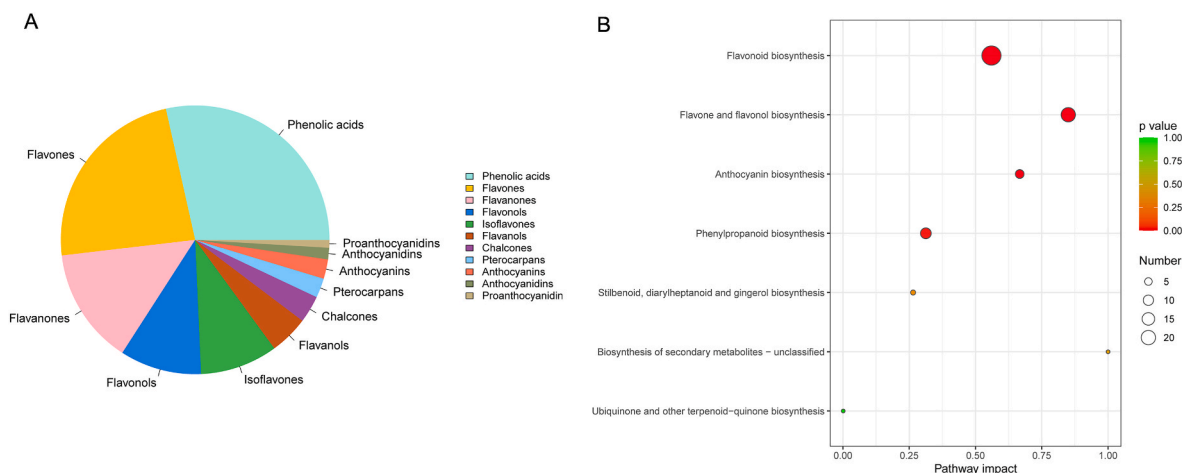 A
Phenolic acids
Flavones
Flavanones
Flavonols
Isoflavones
Flavanols
Chalcones
Pterocarpans
Anthocyanins
Anthocyanidins
Proanthocyanidins
Phenolic acids
Flavones
Flavanones
Flavonols
Isoflavones
Flavanols
Chalcones
Pterocarpans
Anthocyanins
Anthocyanidins
Proanthocyanidin
B
Flavonoid biosynthesis
Flavone and flavonol biosynthesis
Anthocyanin biosynthesis
Phenylpropanoid biosynthesis
Stilbenoid, diarylheptanoid and gingerol biosynthesis
Biosynthesis of secondary metabolites − unclassified
Ubiquinone and other terpenoid−quinone biosynthesis
0.00 0.25 0.50 0.75 1.00
Pathway impact
p value
1.00
0.75
0.50
0.25
0.00
Number
5
10
15
20